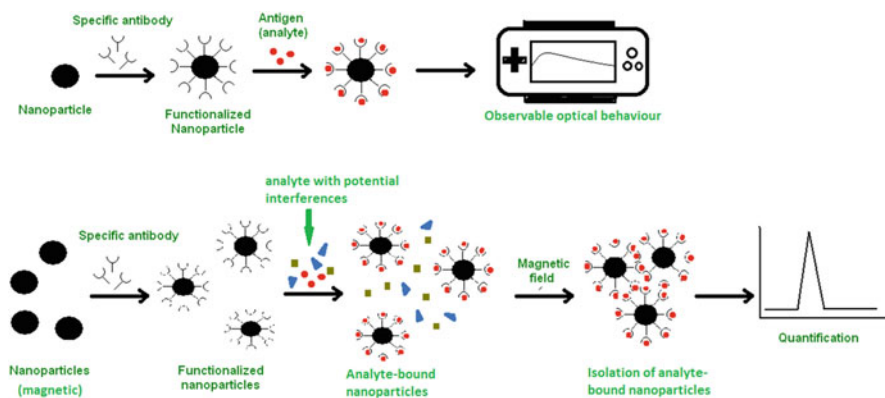 Specific antibody
Antigen
(analyte)
Nanoparticle
Functionalized
Nanoparticle
Observable optical behaviour
analyte with potential
interferences
Specific antibody
Magnetic
field
Nanoparticles
(magnetic)
Functionalized
nanoparticles
Analyte-bound
nanoparticles
Isolation of analyte-
bound nanoparticles
Quantification